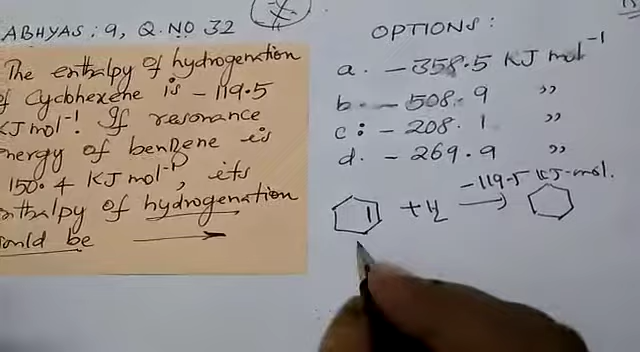 ABHYAS: 9, Q. NO 32
The enthalpy of hydrogenation
of Cyclohexene is - 119.5
KJ mol⁻¹. If resonance
energy of benzene is
150.4 KJ mol⁻¹, its
enthalpy of hydrogenation
would be
OPTIONS:
a. - 358.5 KJ mol⁻¹
b. - 508.9 ,,
c: - 208.1 ,,
d. - 269.9 ,,
+ H₂ -119.5 KJ-mol.